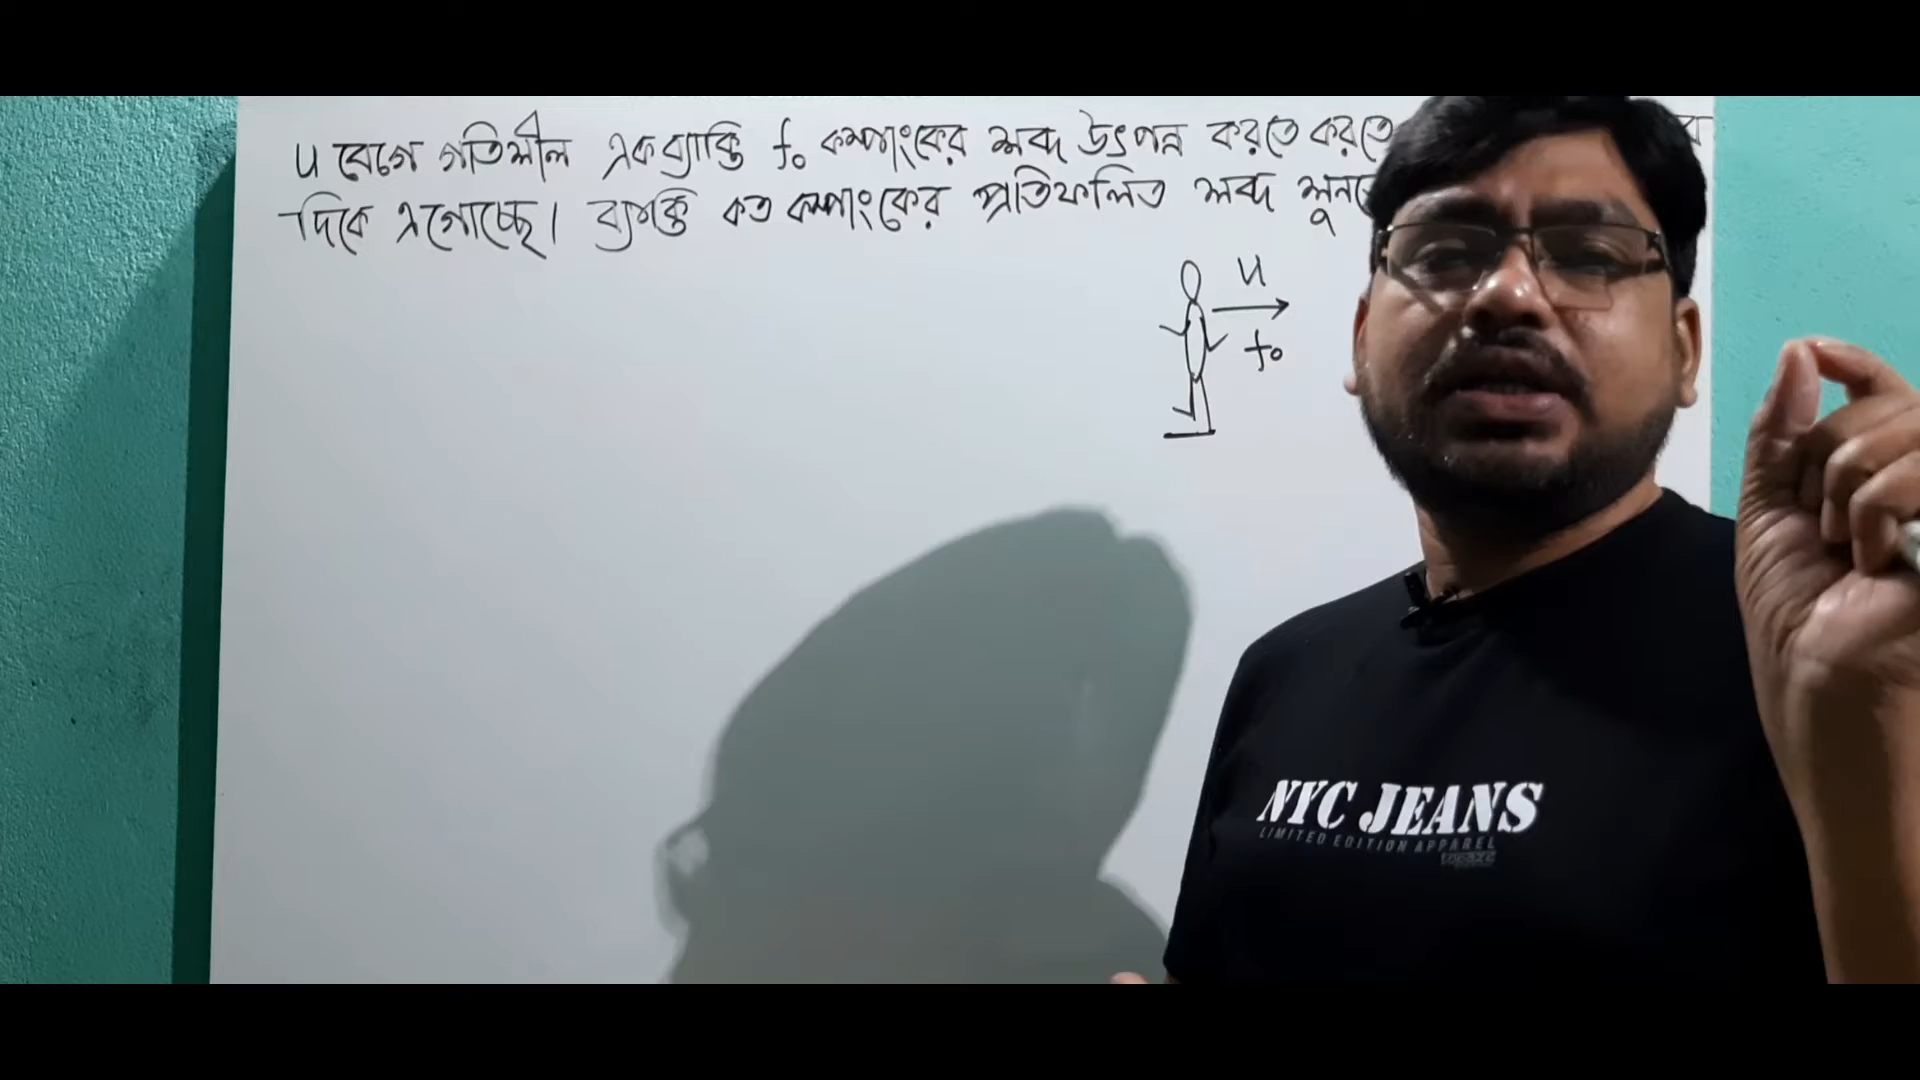 u বেগে গতিশীল একব্যাক্তি f₀ কম্পাংকের শব্দ উৎপন্ন করতে করতে
দিকে এগোচ্ছে। ব্যাক্তি কত কম্পাংকের প্রতিফলিত শব্দ
u
f₀
NYC JEANS
LIMITED EDITION APPAREL